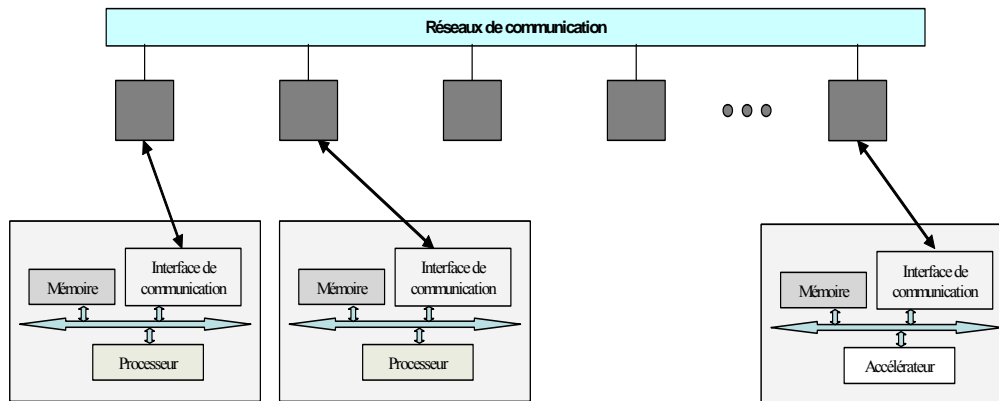 Réseaux de communication
Interface de
communication
Mémoire
Processeur
Interface de
communication
Mémoire
Processeur
Interface de
communication
Mémoire
Accélérateur